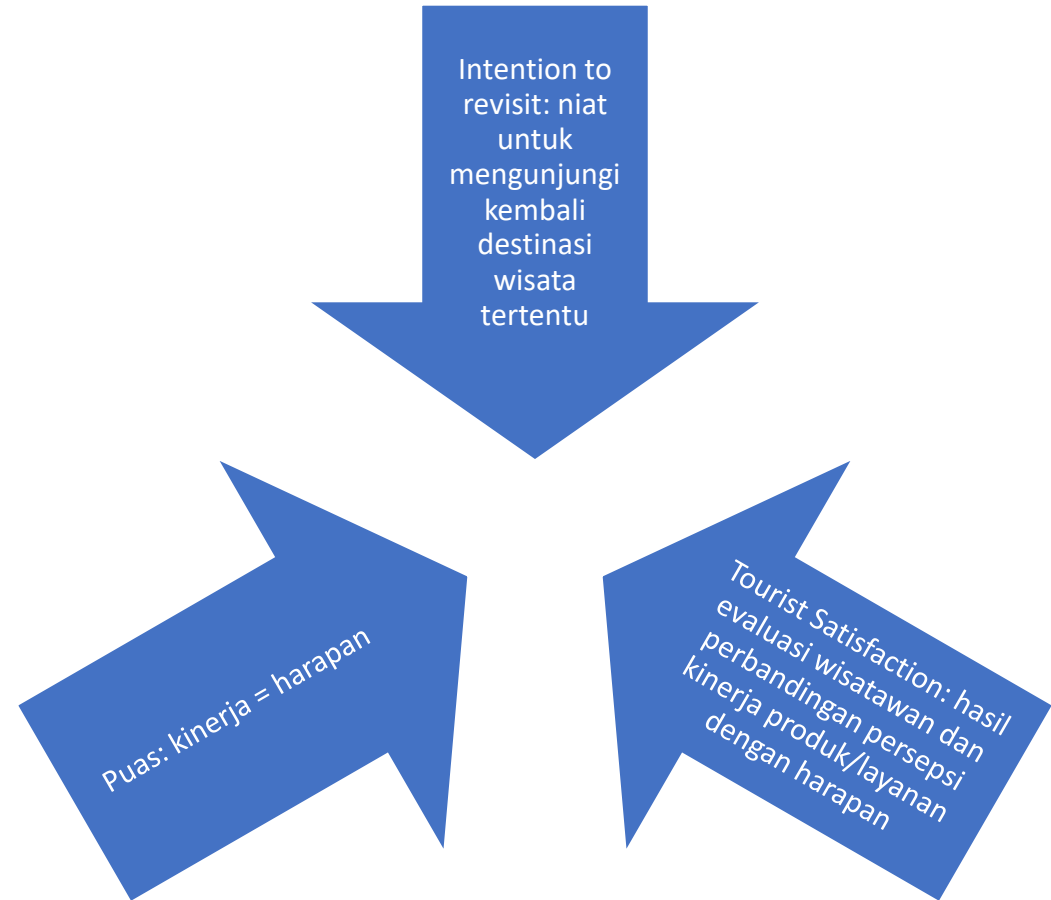 Intention to
revisit: niat
untuk
mengunjungi
kembali
destinasi
wisata
tertentu
Puas: kinerja = harapan
Tourist Satisfaction: hasil
evaluasi wisatawan dan
perbandingan persepsi
kinerja produk/layanan
dengan harapan